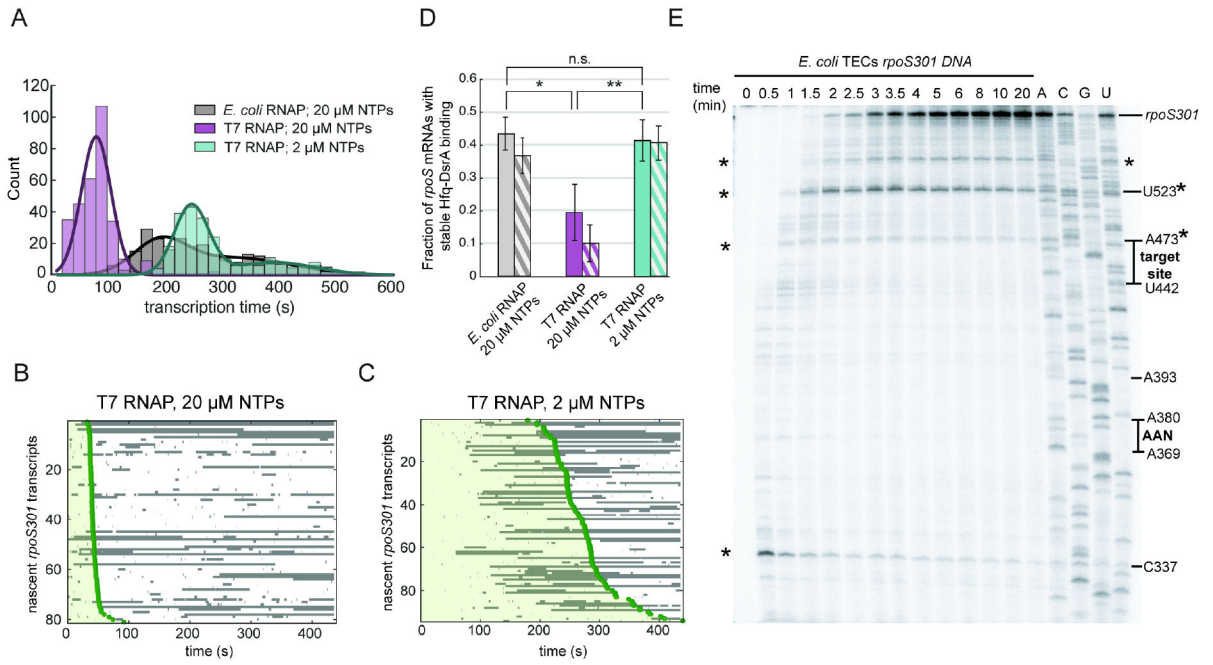 A
Count
120
100
80
60
40
20
0
E. coli RNAP; 20 µM NTPs
T7 RNAP; 20 µM NTPs
T7 RNAP; 2 µM NTPs
0 100 200 300 400 500 600
transcription time (s)
B
T7 RNAP, 20 µM NTPs
nascent rpoS301 transcripts
20
40
60
80
0 100 200 300 400
time (s)
C
T7 RNAP, 2 µM NTPs
nascent rpoS301 transcripts
20
40
60
80
0 100 200 300 400
time (s)
D
n.s.
* **
Fraction of rpoS mRNAs with
stable Hfq-DsrA binding
0.6
0.5
0.4
0.3
0.2
0.1
0
E. coli RNAP
20 µM NTPs
T7 RNAP
20 µM NTPs
T7 RNAP
2 µM NTPs
E
E. coli TECs rpoS301 DNA
time
(min)
0 0.5 1 1.5 2 2.5 3 3.5 4 5 6 8 10 20 A C G U
rpoS301
* *
* U523*
* A473*
target
site
U442
A393
A380
AAN
A369
*
C337